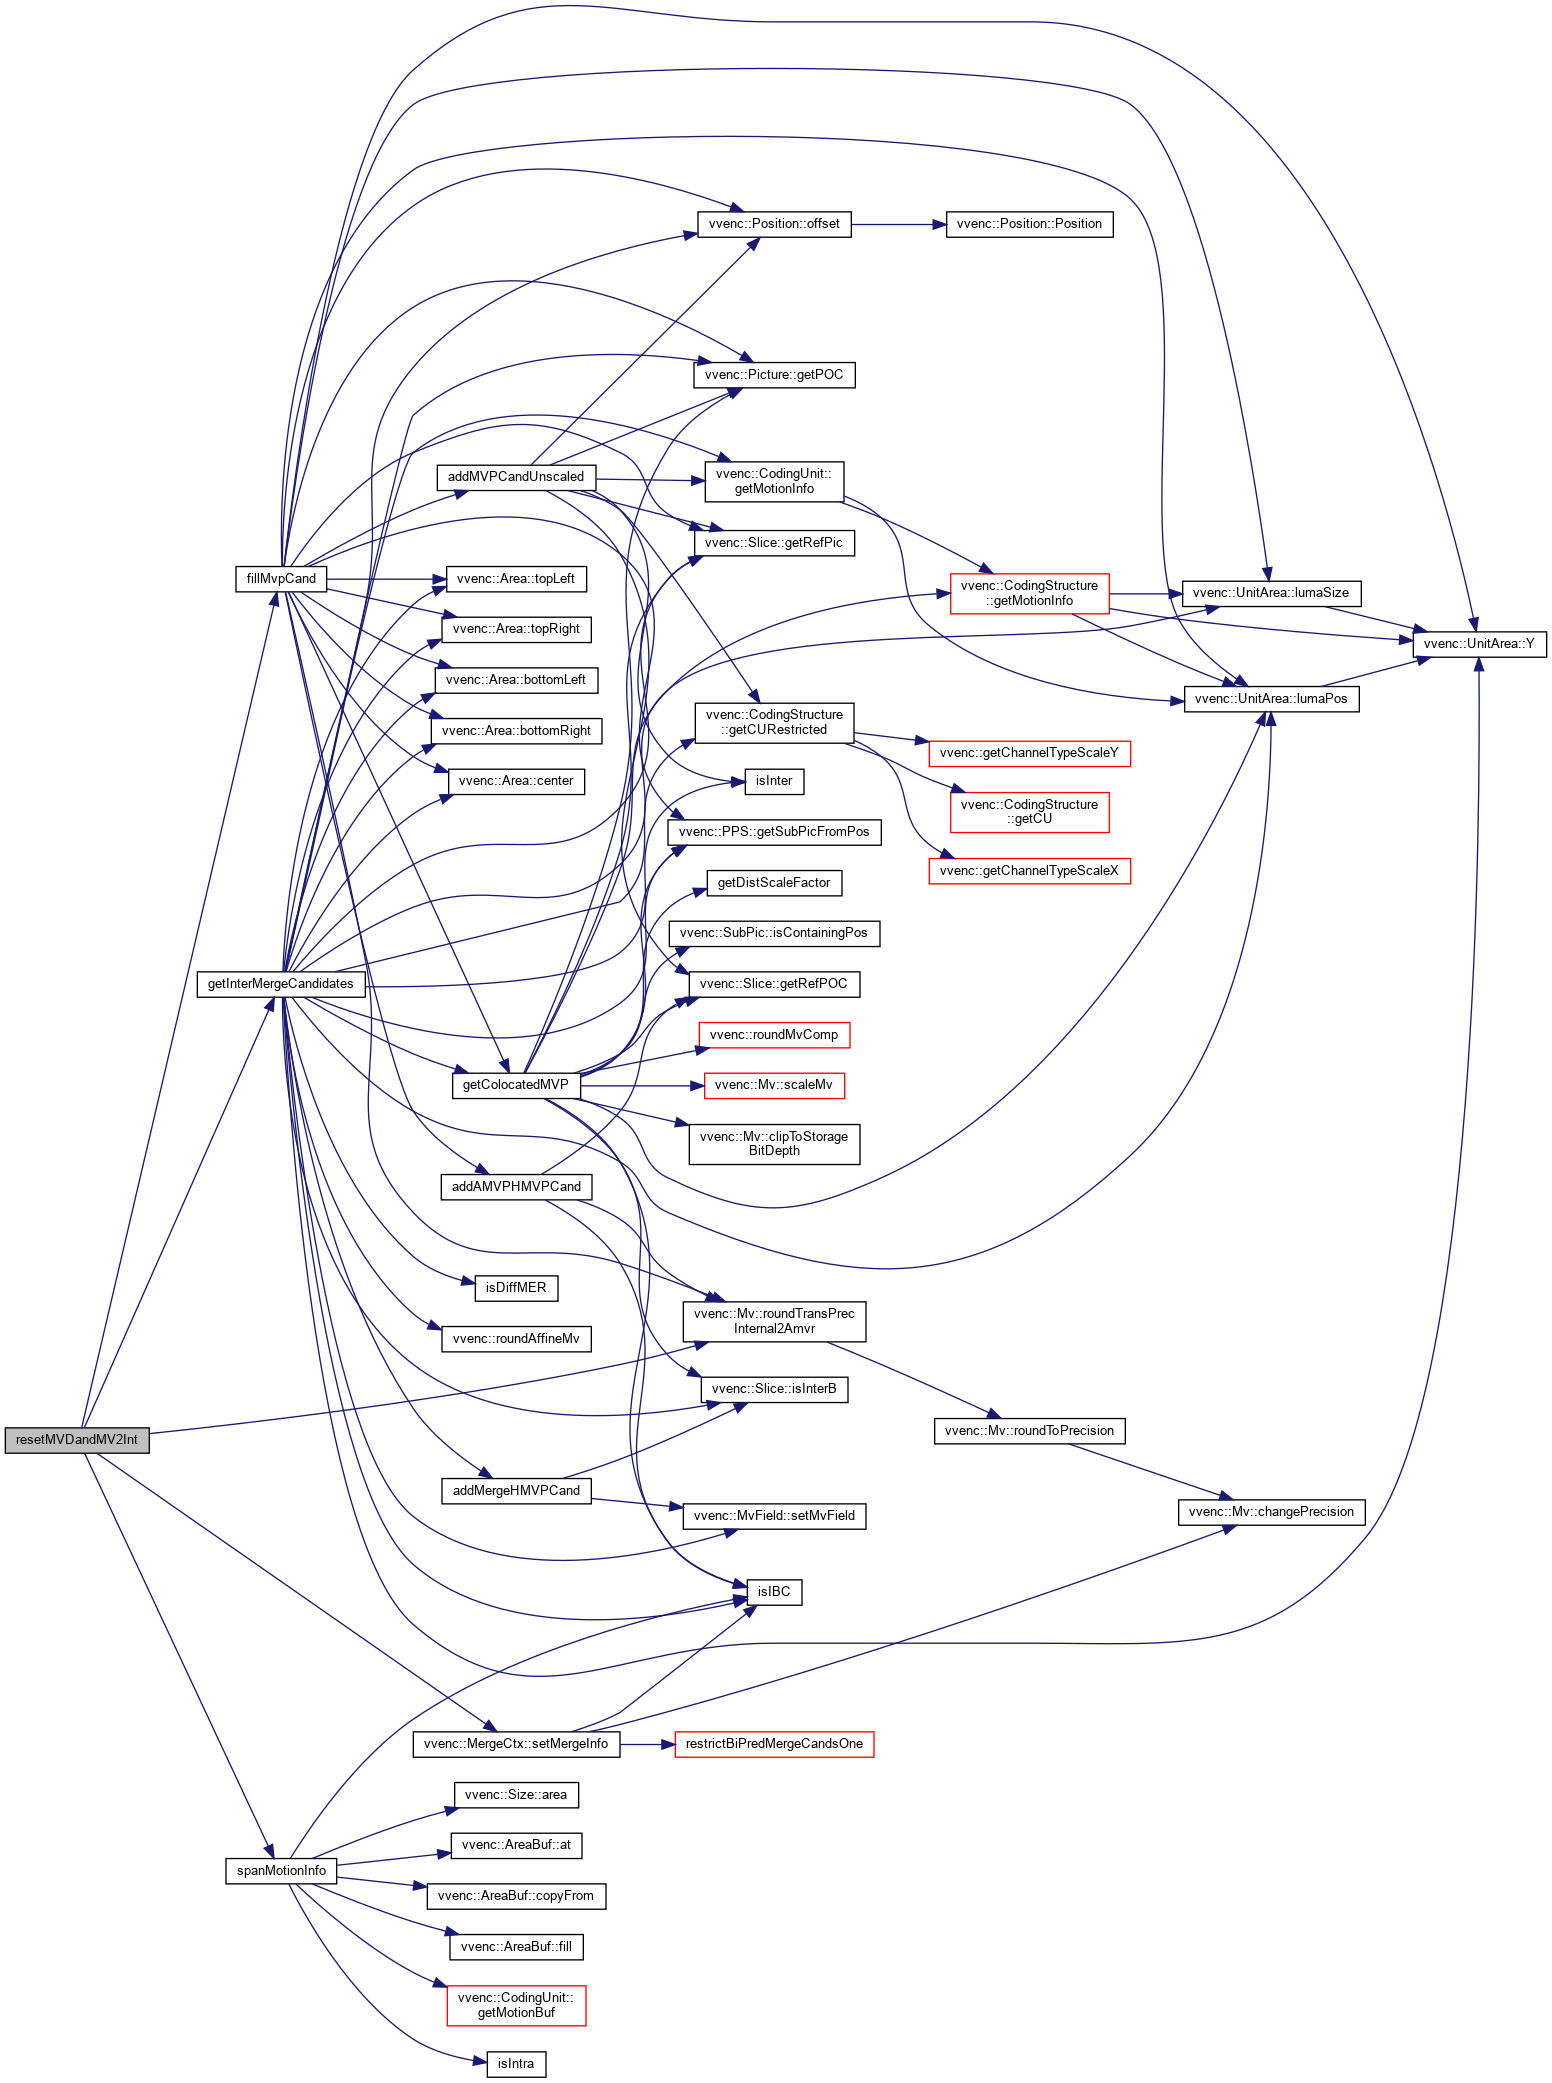 vvenc::Position::offset
vvenc::Position::Position
vvenc::Picture::getPOC
addMVPCandUnscaled
vvenc::CodingUnit::
getMotionInfo
vvenc::Slice::getRefPic
fillMvpCand
vvenc::Area::topLeft
vvenc::CodingStructure
::getMotionInfo
vvenc::UnitArea::lumaSize
vvenc::Area::topRight
vvenc::UnitArea::Y
vvenc::Area::bottomLeft
vvenc::UnitArea::lumaPos
vvenc::Area::bottomRight
vvenc::CodingStructure
::getCURestricted
vvenc::getChannelTypeScaleY
vvenc::Area::center
isInter
vvenc::CodingStructure
::getCU
vvenc::PPS::getSubPicFromPos
vvenc::getChannelTypeScaleX
getDistScaleFactor
vvenc::SubPic::isContainingPos
getInterMergeCandidates
vvenc::Slice::getRefPOC
vvenc::roundMvComp
getColocatedMVP
vvenc::Mv::scaleMv
vvenc::Mv::clipToStorage
BitDepth
addAMVPHMVPCand
isDiffMER
vvenc::Mv::roundTransPrec
Internal2Amvr
vvenc::roundAffineMv
vvenc::Slice::isInterB
resetMVDandMV2Int
vvenc::Mv::roundToPrecision
addMergeHMVPCand
vvenc::MvField::setMvField
vvenc::Mv::changePrecision
isIBC
vvenc::MergeCtx::setMergeInfo
restrictBiPredMergeCandsOne
vvenc::Size::area
vvenc::AreaBuf::at
spanMotionInfo
vvenc::AreaBuf::copyFrom
vvenc::AreaBuf::fill
vvenc::CodingUnit::
getMotionBuf
isIntra